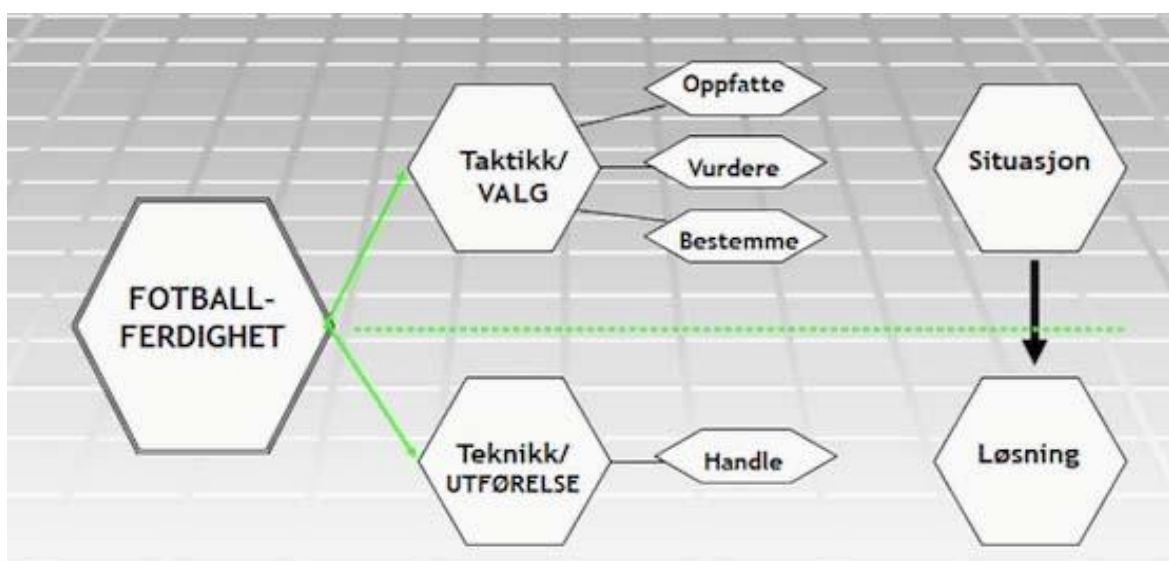 FOTBALL-
FERDIGHET
Taktikk/
VALG
Oppfatte
Vurdere
Bestemme
Situasjon
Teknikk/
UTFØRELSE
Handle
Løsning